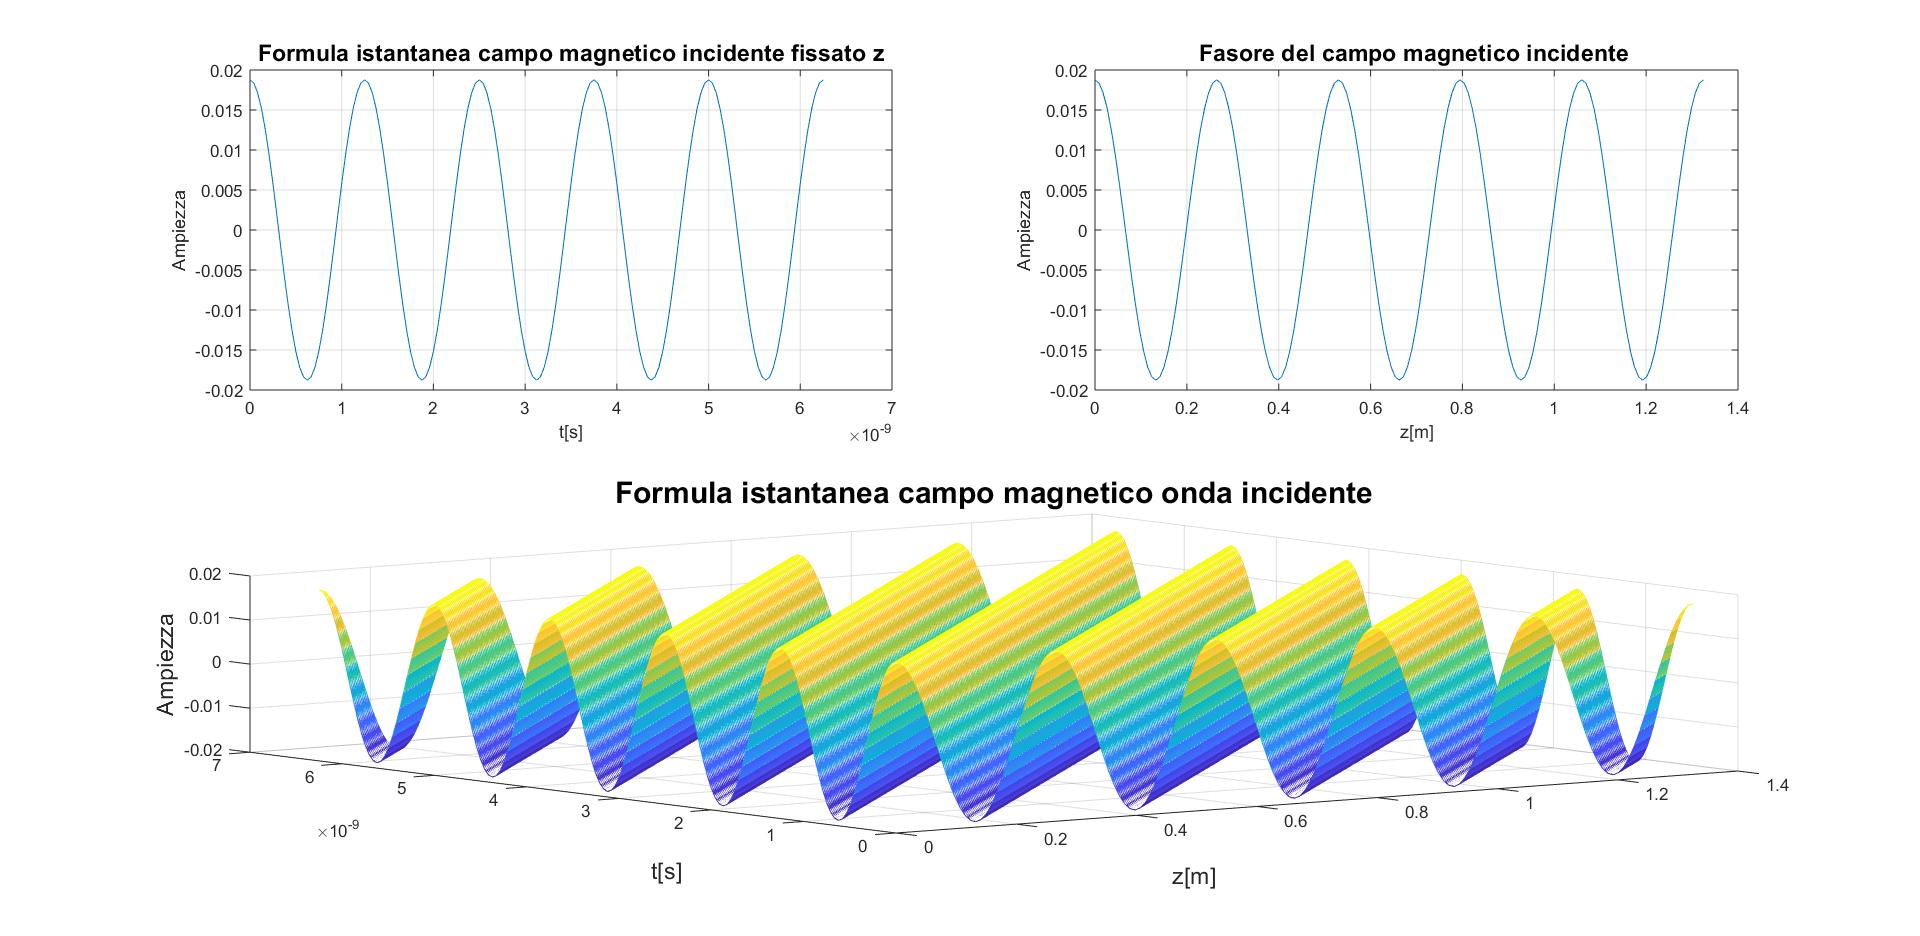 Formula istantanea campo magnetico incidente fissato z
0.02
0.015
0.01
0.005
0
-0.005
-0.01
-0.015
-0.02
Ampiezza
0 1 2 3 4 5 6 7
t[s]
×10-9
Fasore del campo magnetico incidente
0.02
0.015
0.01
0.005
0
-0.005
-0.01
-0.015
-0.02
Ampiezza
0 0.2 0.4 0.6 0.8 1 1.2 1.4
z[m]
Formula istantanea campo magnetico onda incidente
0.02
0.01
0
-0.01
-0.02
Ampiezza
7 6 5 4 3 2 1 0
×10-9
t[s]
0 0.2 0.4 0.6 0.8 1 1.2 1.4
z[m]